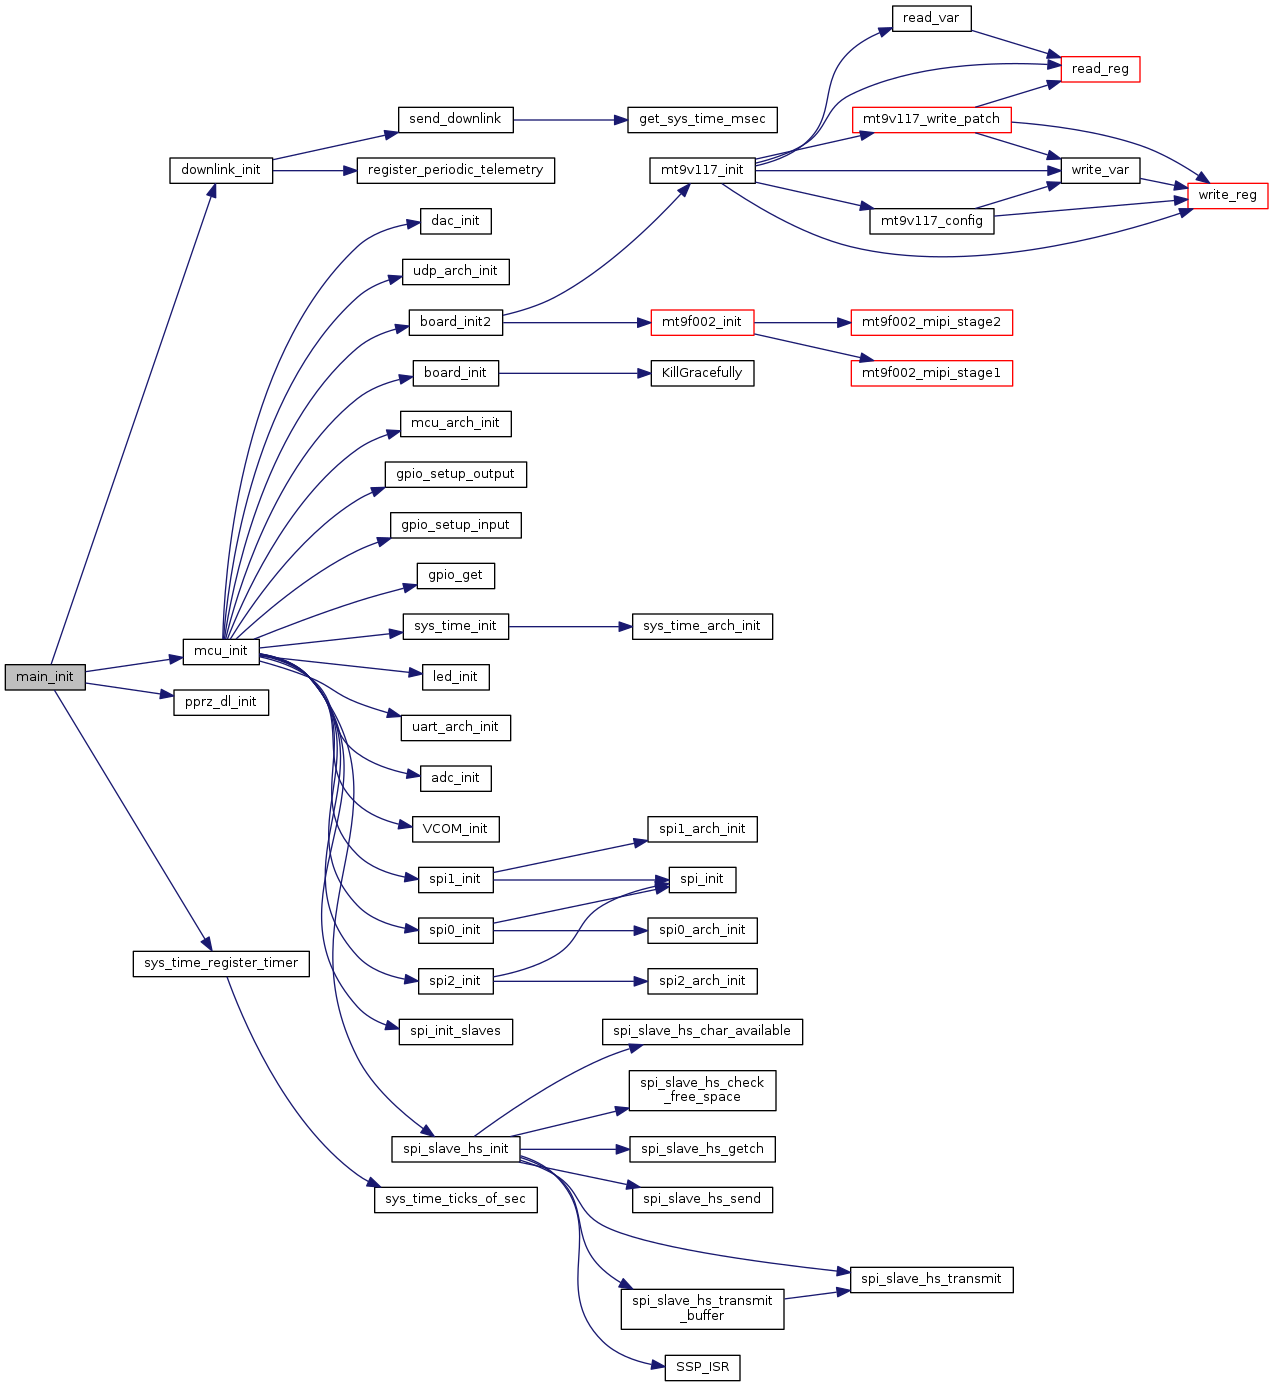 read_var
read_reg
send_downlink
get_sys_time_msec
mt9v117_write_patch
downlink_init
register_periodic_telemetry
mt9v117_init
write_var
write_reg
dac_init
mt9v117_config
udp_arch_init
board_init2
mt9f002_init
mt9f002_mipi_stage2
board_init
KillGracefully
mt9f002_mipi_stage1
mcu_arch_init
gpio_setup_output
gpio_setup_input
gpio_get
sys_time_init
sys_time_arch_init
mcu_init
main_init
led_init
pprz_dl_init
uart_arch_init
adc_init
VCOM_init
spi1_arch_init
spi1_init
spi_init
spi0_init
spi0_arch_init
sys_time_register_timer
spi2_init
spi2_arch_init
spi_init_slaves
spi_slave_hs_char_available
spi_slave_hs_check
_free_space
spi_slave_hs_init
spi_slave_hs_getch
sys_time_ticks_of_sec
spi_slave_hs_send
spi_slave_hs_transmit
spi_slave_hs_transmit
_buffer
SSP_ISR